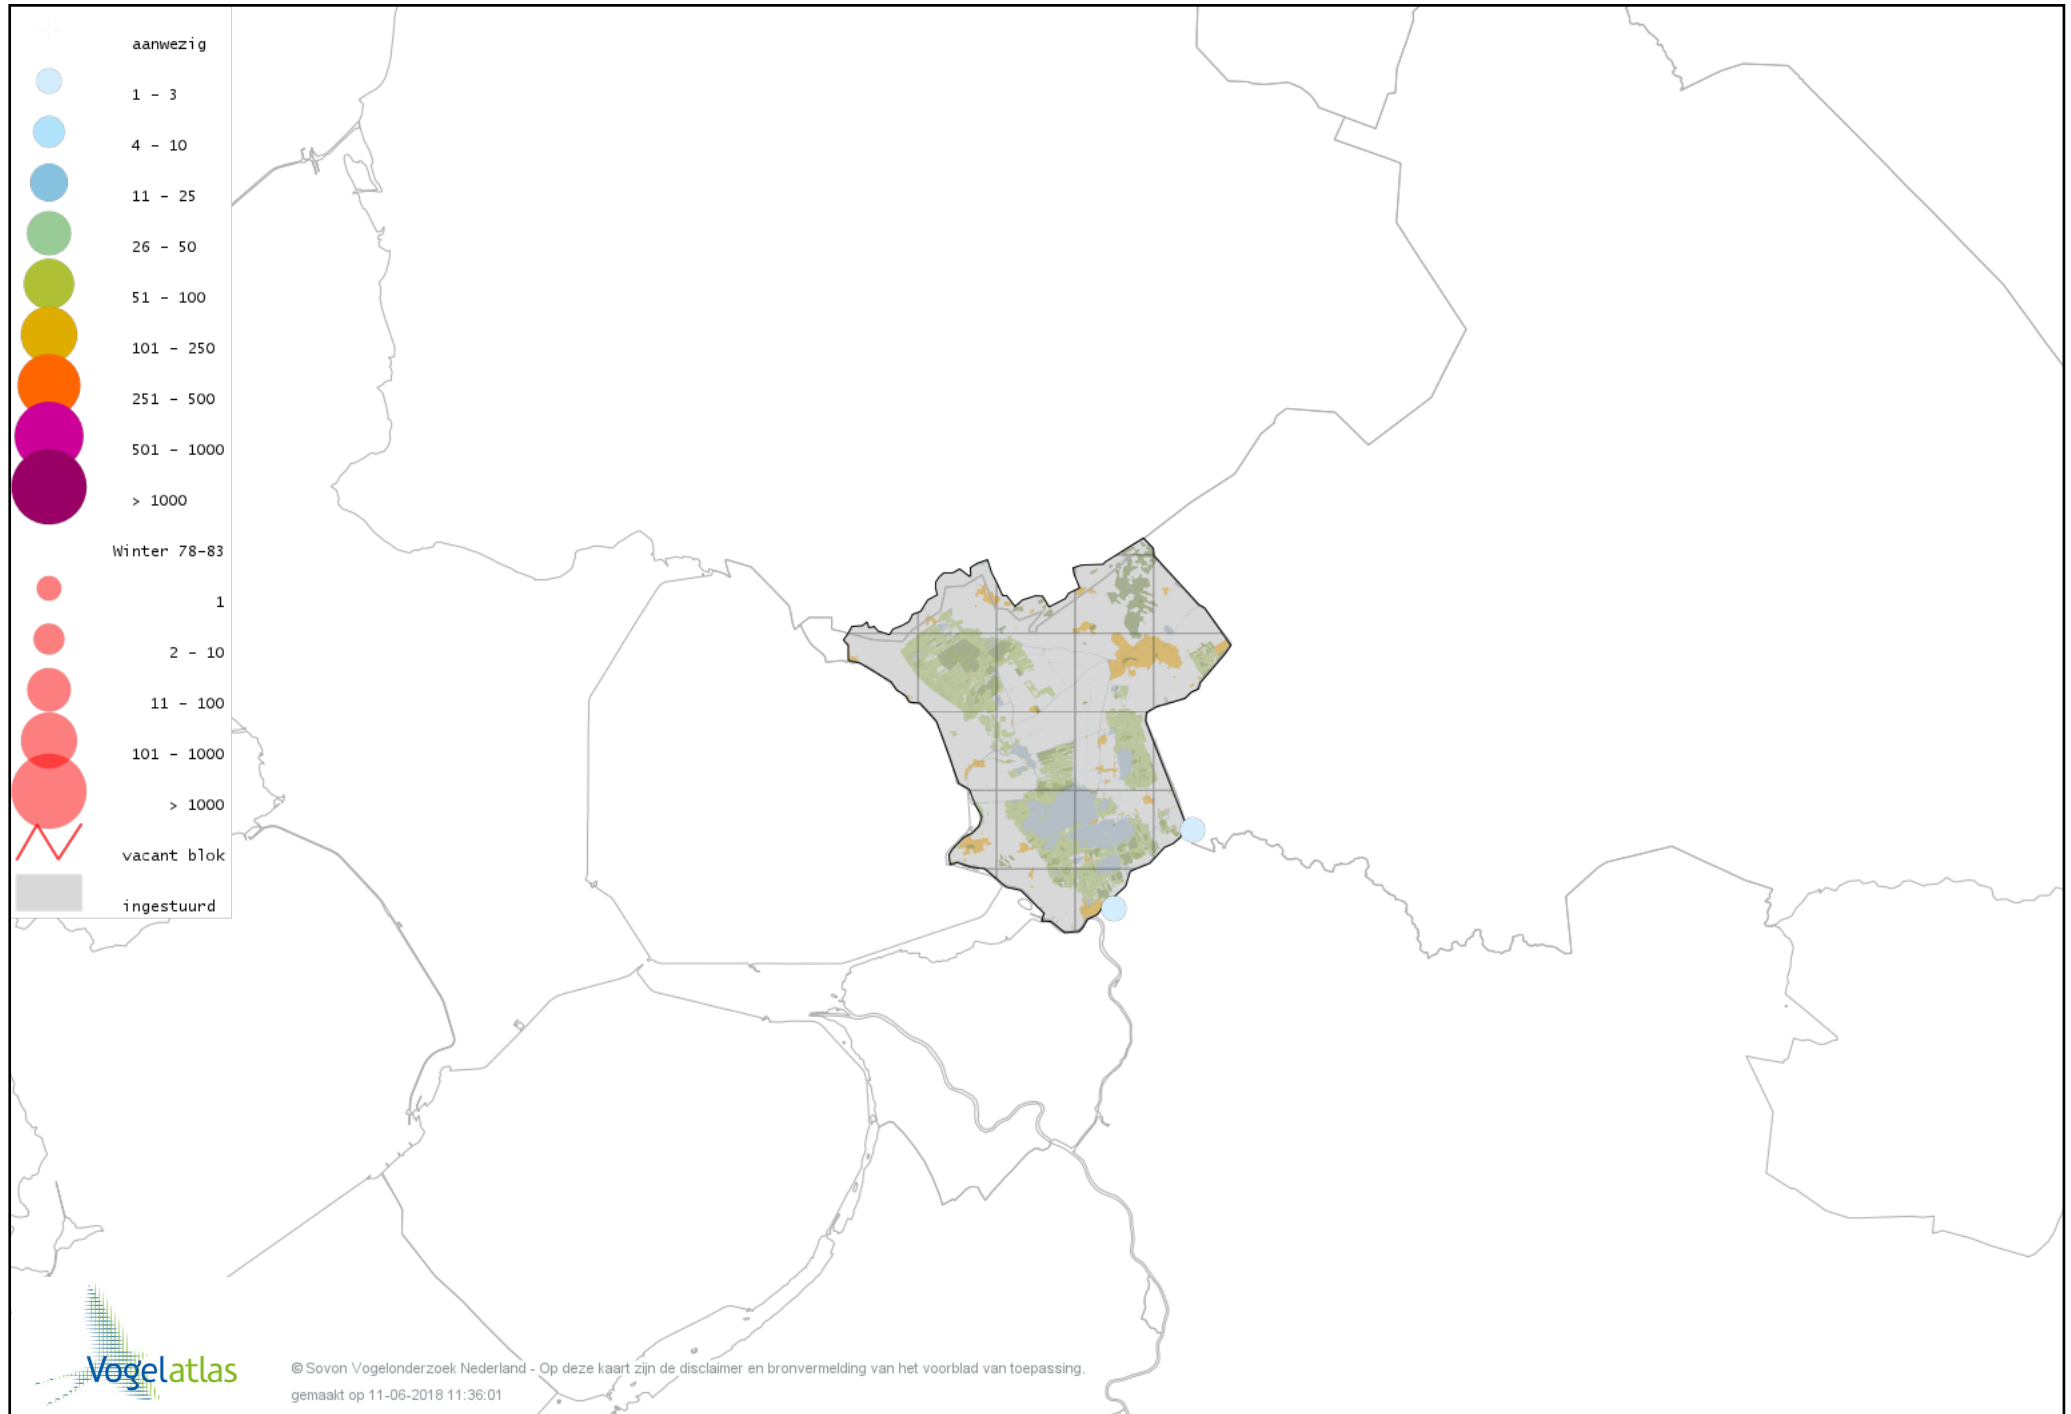 aanwezig
1 - 3
4 - 10
11 - 25
26 - 50
51 - 100
101 - 250
251 - 500
501 - 1000
> 1000
Winter 78-83
1
2 - 10
11 - 100
101 - 1000
> 1000
vacant blok
ingestuurd
Vogelatlas
© Sovon Vogelonderzoek Nederland - Op deze kaart zijn de disclaimer en bronvermelding van het voorblad van toepassing.
gemaakt op 11-06-2018 11:36:01